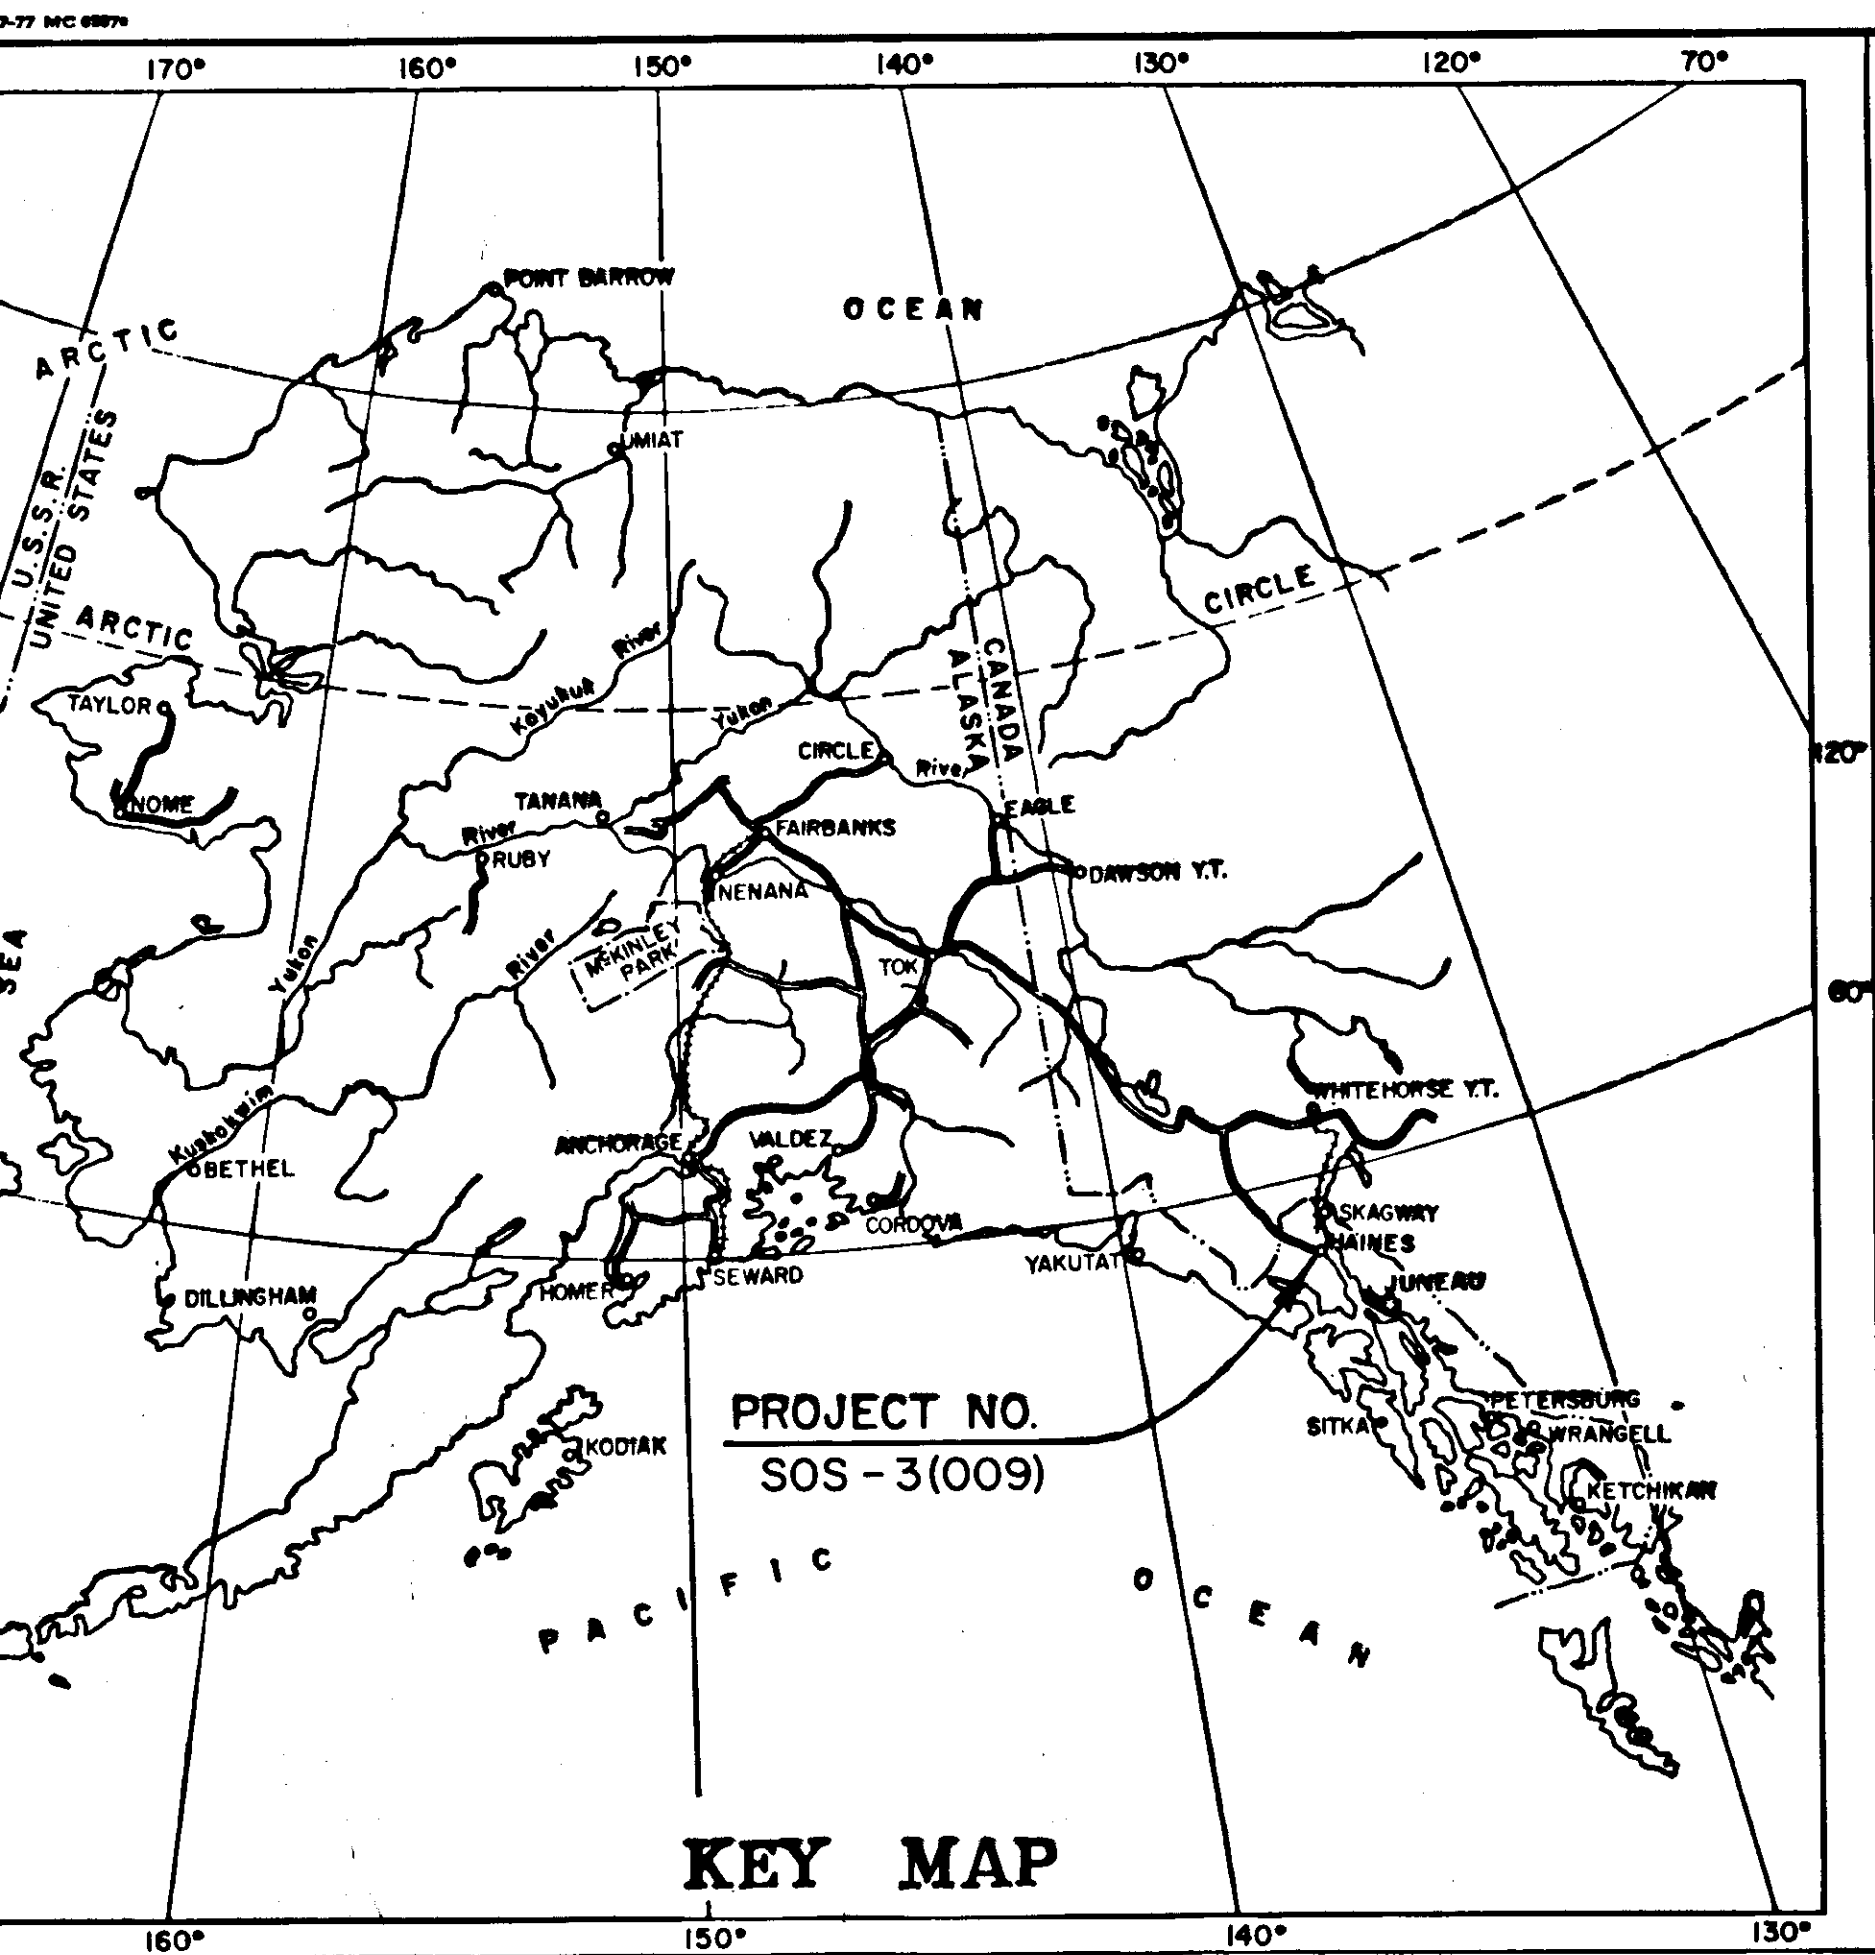 170° 160° 150° 140° 130° 120° 70°
POINT BARROW
OCEAN
ARCTIC
UMIAT
U.S.S.R.
UNITED STATES
ARCTIC
CIRCLE
River
Koyukuk
Yukon
CANADA
ALASKA
TAYLOR
CIRCLE
River
120°
NOME
TANANA
EAGLE
River
FAIRBANKS
RUBY
NENANA
DAWSON Y.T.
SEA
R
Yukon
River
McKINLEY
PARK
TOK
60°
WHITEHORSE Y.T.
Kuskokwim
ANCHORAGE
VALDEZ
BETHEL
CORDOVA
SKAGWAY
HAINES
YAKUTAT
SEWARD
HOMER
JUNEAU
DILLINGHAM
PROJECT NO.
SOS-3(009)
PETERSBURG
SITKA
WRANGELL
KODIAK
KETCHIKAN
PACIFIC OCEAN
KEY MAP
160° 150° 140° 130°